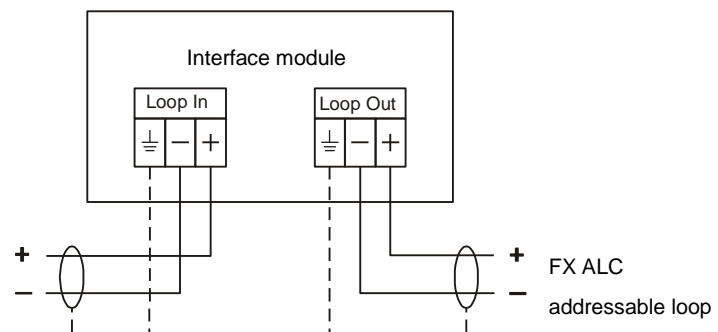 Interface module
Loop In
Loop Out
− +
− +
+
−
+
−
FX ALC
addressable loop